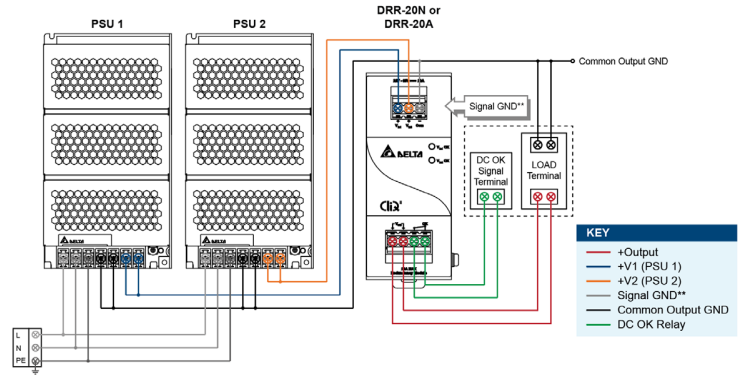 DRR-20N or
DRR-20A
PSU 1
PSU 2
Common Output GND
Signal GND**
DELTA
DC OK
Signal
Terminal
LOAD
Terminal
CliQ
DELTA
DELTA
L
N
PE
KEY
+Output
+V1 (PSU 1)
+V2 (PSU 2)
Signal GND**
Common Output GND
DC OK Relay